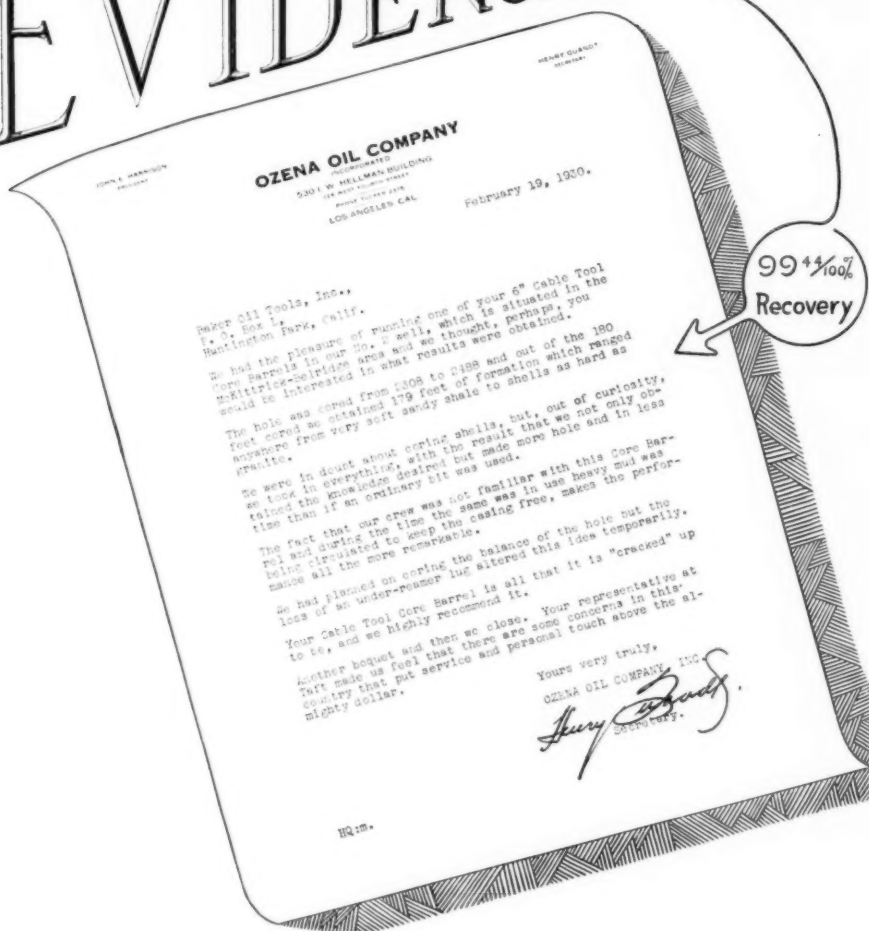 EVIDENC
HENRY QUANDT
SECRETARY
JOHN E. HARRISON
PRESIDENT
OZENA OIL COMPANY
INCORPORATED
530 I. W. HELLMAN BUILDING
LOS ANGELES, CAL.
February 19, 1930.
Baker Oil Tools, Inc.,
P. O. Box L,
Huntington Park, Calif.
We had the pleasure of running one of your 6" Cable Tool
Core Barrels in our No. 2 well, which is situated in the
McKittrick-Belridge area and we thought, perhaps, you
would be interested in what results were obtained.
The hole was cored from 2308 to 2488 and out of the 180
feet cored we obtained 179 feet of formation which ranged
anywhere from very soft sandy shale to shells as hard as
granite.
We were in doubt about coring shells, but, out of curiosity,
we took in everything, with the result that we not only ob-
tained the knowledge desired but made more hole and in less
time than if an ordinary bit was used.
The fact that our crew was not familiar with this Core Bar-
rel and during the time the same was in use heavy mud was
being circulated to keep the casing free, makes the perfor-
mance all the more remarkable.
We had planned on coring the balance of the hole but the
loss of an under-reamer lug altered this idea temporarily.
Your Cable Tool Core Barrel is all that it is "cracked" up
to be, and we highly recommend it.
Another boquet and then we close. Your representative at
Taft made us feel that there are some concerns in this
country that put service and personal touch above the al-
mighty dollar.
Yours very truly,
OZENA OIL COMPANY, INC.
Henry Quandt.
Secretary.
HQ:m.
99 44/100%
Recovery